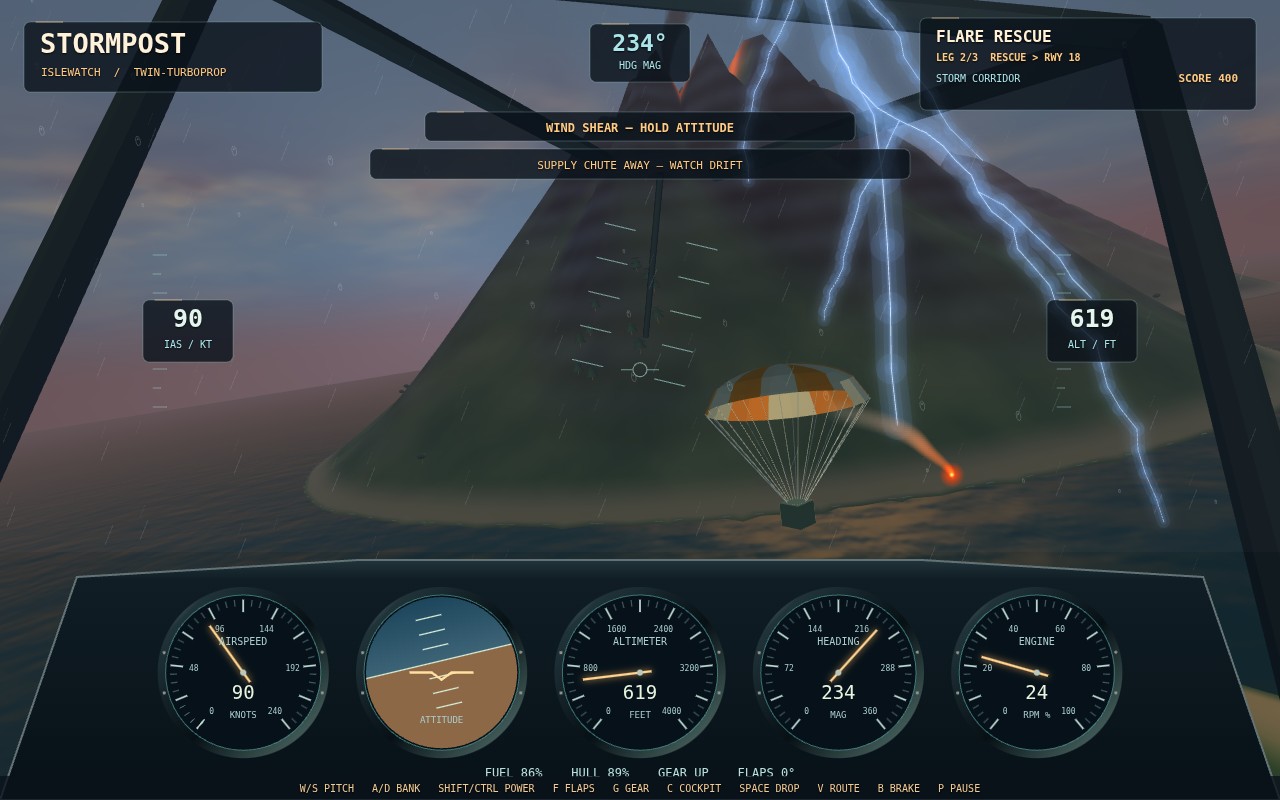 STORMPOST
ISLEWATCH / TWIN-TURBOPROP
234°
HDG MAG
FLARE RESCUE
LEG 2/3 RESCUE > RWY 18
STORM CORRIDOR SCORE 400
WIND SHEAR — HOLD ATTITUDE
SUPPLY CHUTE AWAY — WATCH DRIFT
90
IAS / KT
619
ALT / FT
96 144
AIRSPEED
48 192
90
0 KNOTS 240
ATTITUDE
1600 2400
ALTIMETER
800 3200
619
0 FEET 4000
144 216
HEADING
72 288
234
0 MAG 360
40 60
ENGINE
20 80
24
0 RPM % 100
FUEL 86% HULL 89% GEAR UP FLAPS 0°
W/S PITCH A/D BANK SHIFT/CTRL POWER F FLAPS G GEAR C COCKPIT SPACE DROP V ROUTE B BRAKE P PAUSE